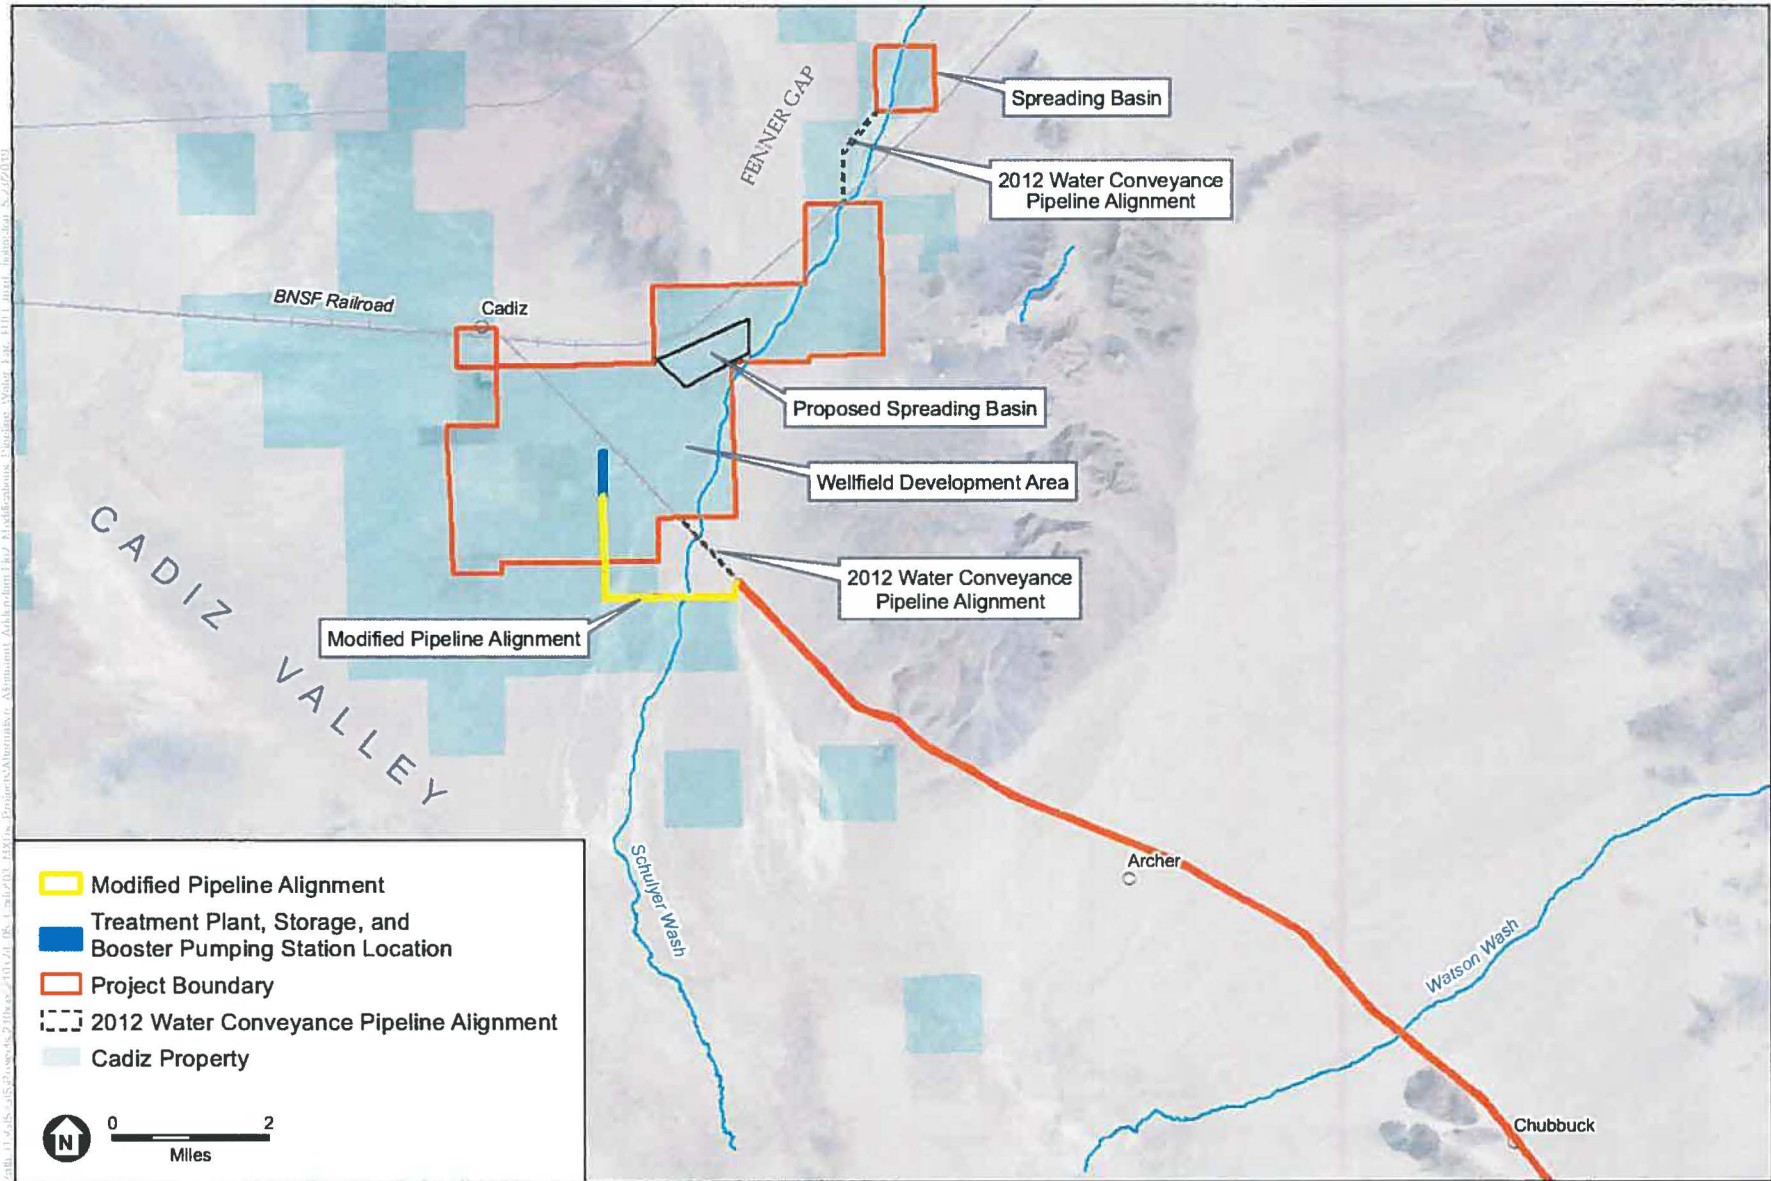 FENNER GAP
Spreading Basin
2012 Water Conveyance
Pipeline Alignment
BNSF Railroad
Cadiz
Proposed Spreading Basin
Wellfield Development Area
CADIZ VALLEY
2012 Water Conveyance
Pipeline Alignment
Modified Pipeline Alignment
Schulyer Wash
Archer
Watson Wash
Chubbuck
Modified Pipeline Alignment
Treatment Plant, Storage, and
Booster Pumping Station Location
Project Boundary
2012 Water Conveyance Pipeline Alignment
Cadiz Property
N
0 2
Miles